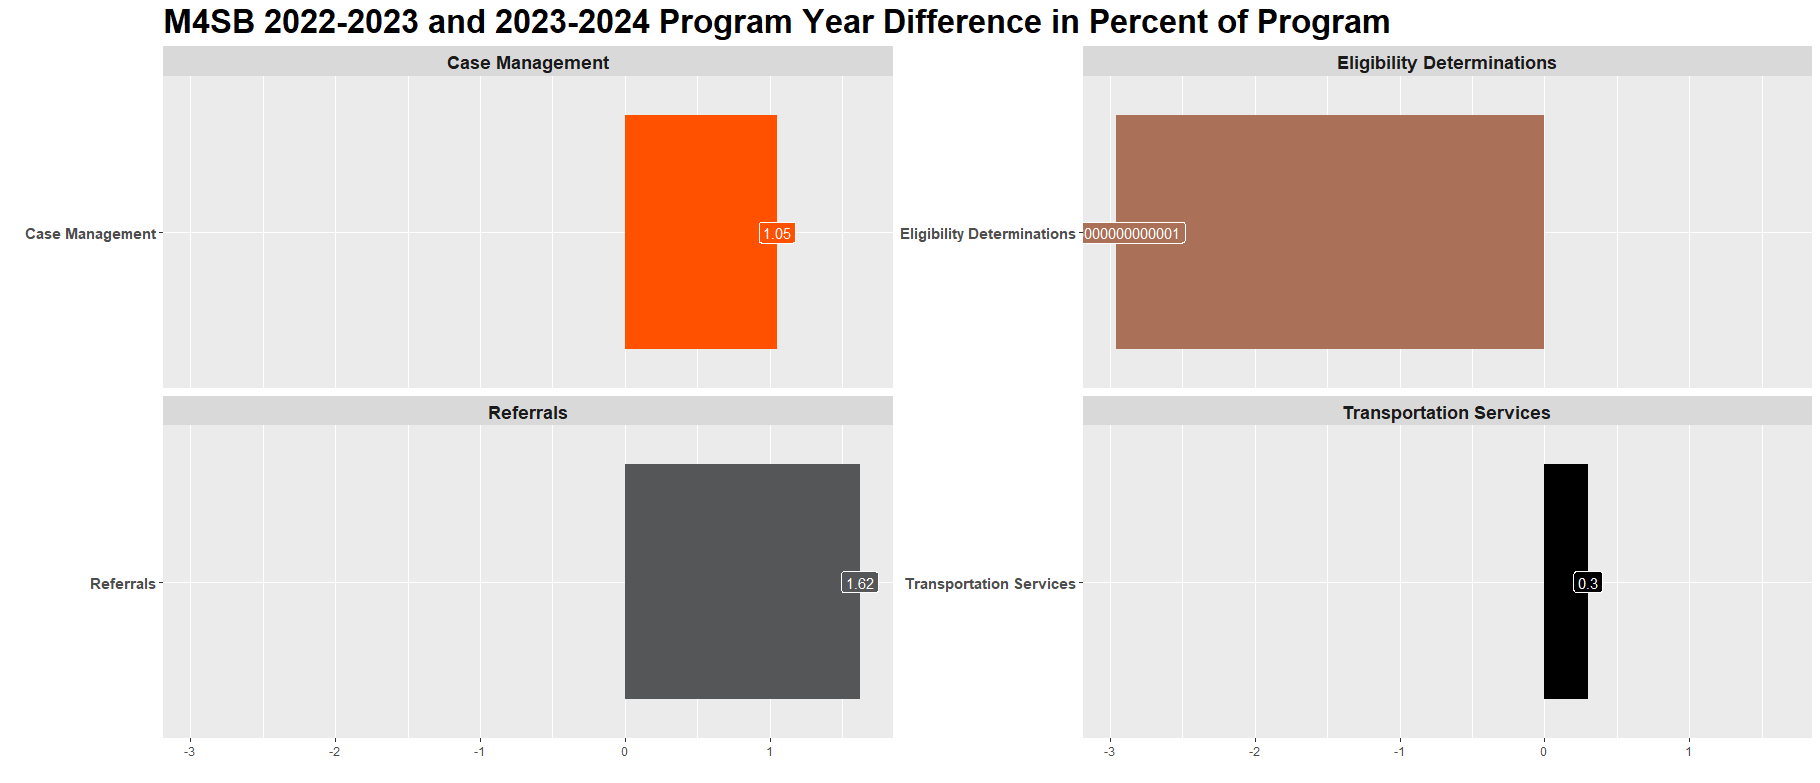 M4SB 2022-2023 and 2023-2024 Program Year Difference in Percent of Program
Case Management
Eligibility Determinations
Case Management
1.05
Eligibility Determinations
000000000001
Referrals
Transportation Services
Referrals
1.62
Transportation Services
0.3
-3 -2 -1 0 1
-3 -2 -1 0 1